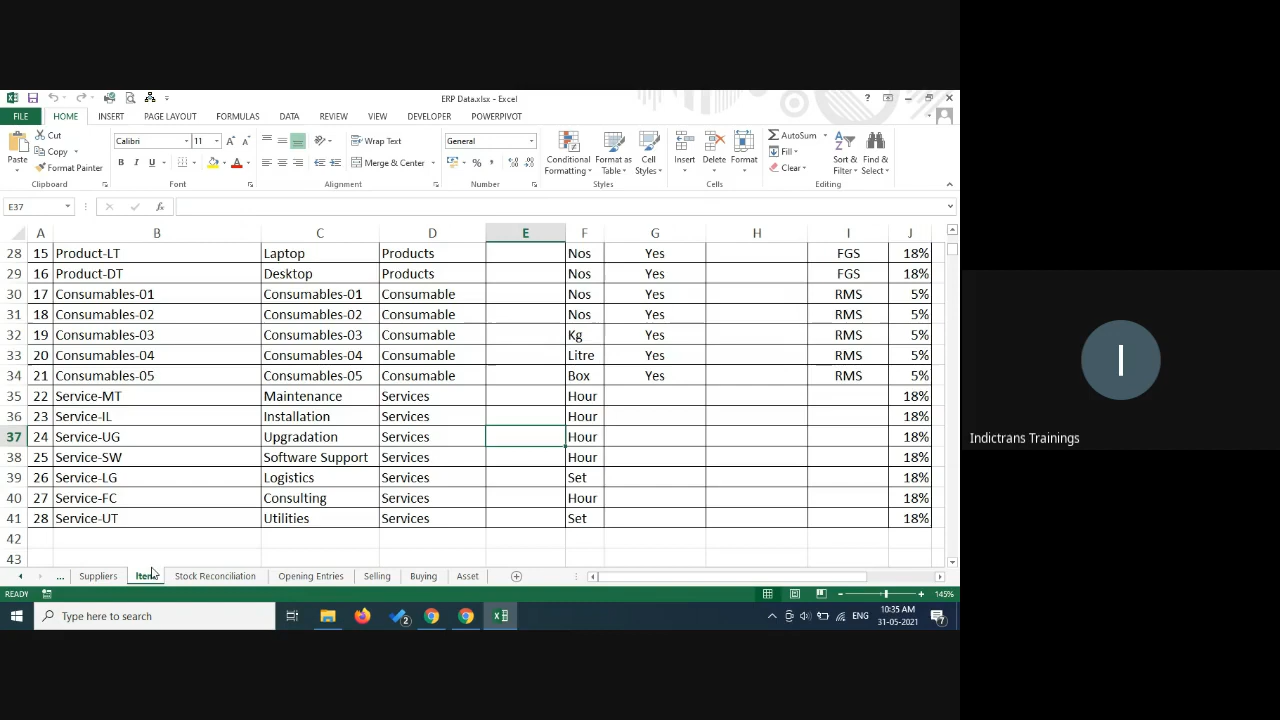 ERP Data.xlsx - Excel
FILE HOME INSERT PAGE LAYOUT FORMULAS DATA REVIEW VIEW DEVELOPER POWERPIVOT
Paste
Cut
Copy
Format Painter
Clipboard
Calibri 11
B I U
Font
Wrap Text
Merge & Center
Alignment
General
Number
Conditional Formatting
Format as Table
Cell Styles
Styles
Insert Delete Format
Cells
AutoSum
Fill
Clear
Sort & Filter
Find & Select
Editing
E37
A B C D E F G H I J
28 15 Product-LT Laptop Products Nos Yes FGS 18%
29 16 Product-DT Desktop Products Nos Yes FGS 18%
30 17 Consumables-01 Consumables-01 Consumable Nos Yes RMS 5%
31 18 Consumables-02 Consumables-02 Consumable Nos Yes RMS 5%
32 19 Consumables-03 Consumables-03 Consumable Kg Yes RMS 5%
33 20 Consumables-04 Consumables-04 Consumable Litre Yes RMS 5%
34 21 Consumables-05 Consumables-05 Consumable Box Yes RMS 5%
35 22 Service-MT Maintenance Services Hour 18%
36 23 Service-IL Installation Services Hour 18%
37 24 Service-UG Upgradation Services Hour 18%
38 25 Service-SW Software Support Services Hour 18%
39 26 Service-LG Logistics Services Set 18%
40 27 Service-FC Consulting Services Hour 18%
41 28 Service-UT Utilities Services Set 18%
42
43
... Suppliers Item Stock Reconciliation Opening Entries Selling Buying Asset
READY 145%
Type here to search
2
ENG
10:35 AM
31-05-2021
7
I
Indictrans Trainings